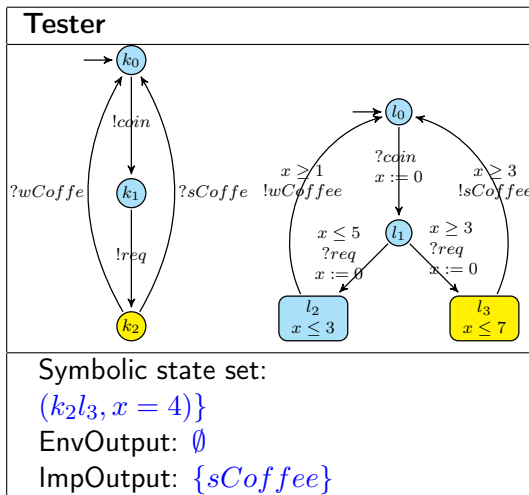 Tester
k₀
!coin
?wCoffe
?sCoffe
k₁
!req
k₂
l₀
x ≥ 1
!wCoffee
?coin
x := 0
x ≥ 3
!sCoffee
l₁
x ≤ 5
?req
x := 0
x ≥ 3
?req
x := 0
l₂
x ≤ 3
l₃
x ≤ 7
Symbolic state set:
(k₂l₃, x = 4)}
EnvOutput: ∅
ImpOutput: {sCoffee}